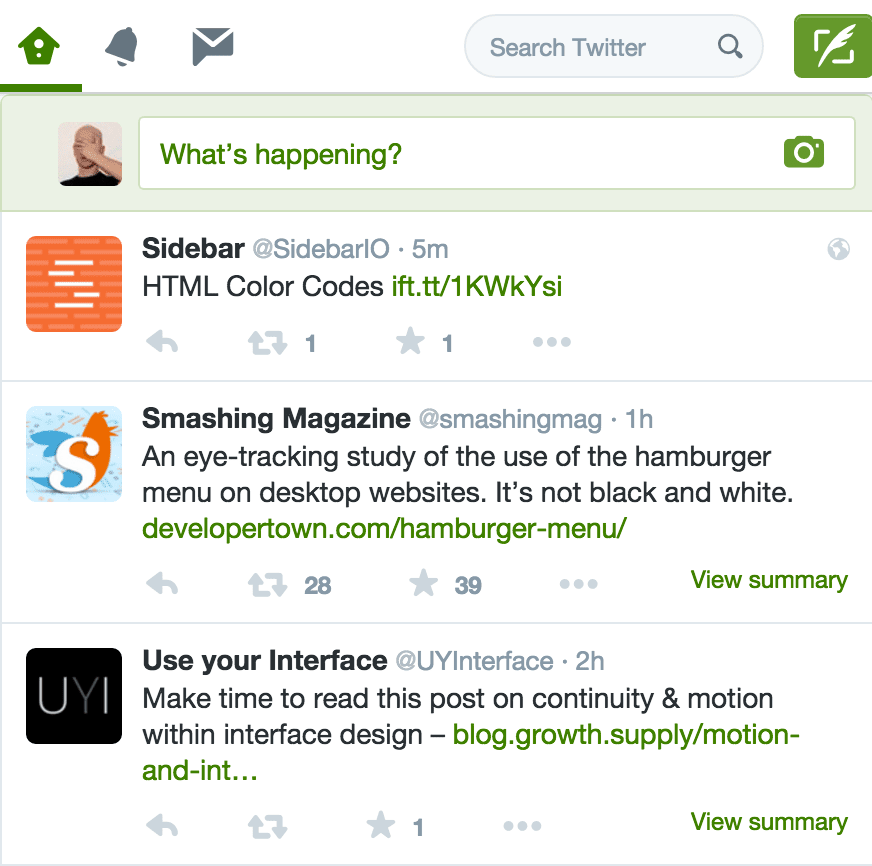 Search Twitter
What’s happening?
Sidebar @SidebarIO · 5m
HTML Color Codes ift.tt/1KWkYsi
1 1
Smashing Magazine @smashingmag · 1h
An eye-tracking study of the use of the hamburger
menu on desktop websites. It’s not black and white.
developertown.com/hamburger-menu/
28 39 View summary
S
Use your Interface @UYInterface · 2h
UYI
Make time to read this post on continuity & motion
within interface design – blog.growth.supply/motion-
and-int…
1 View summary